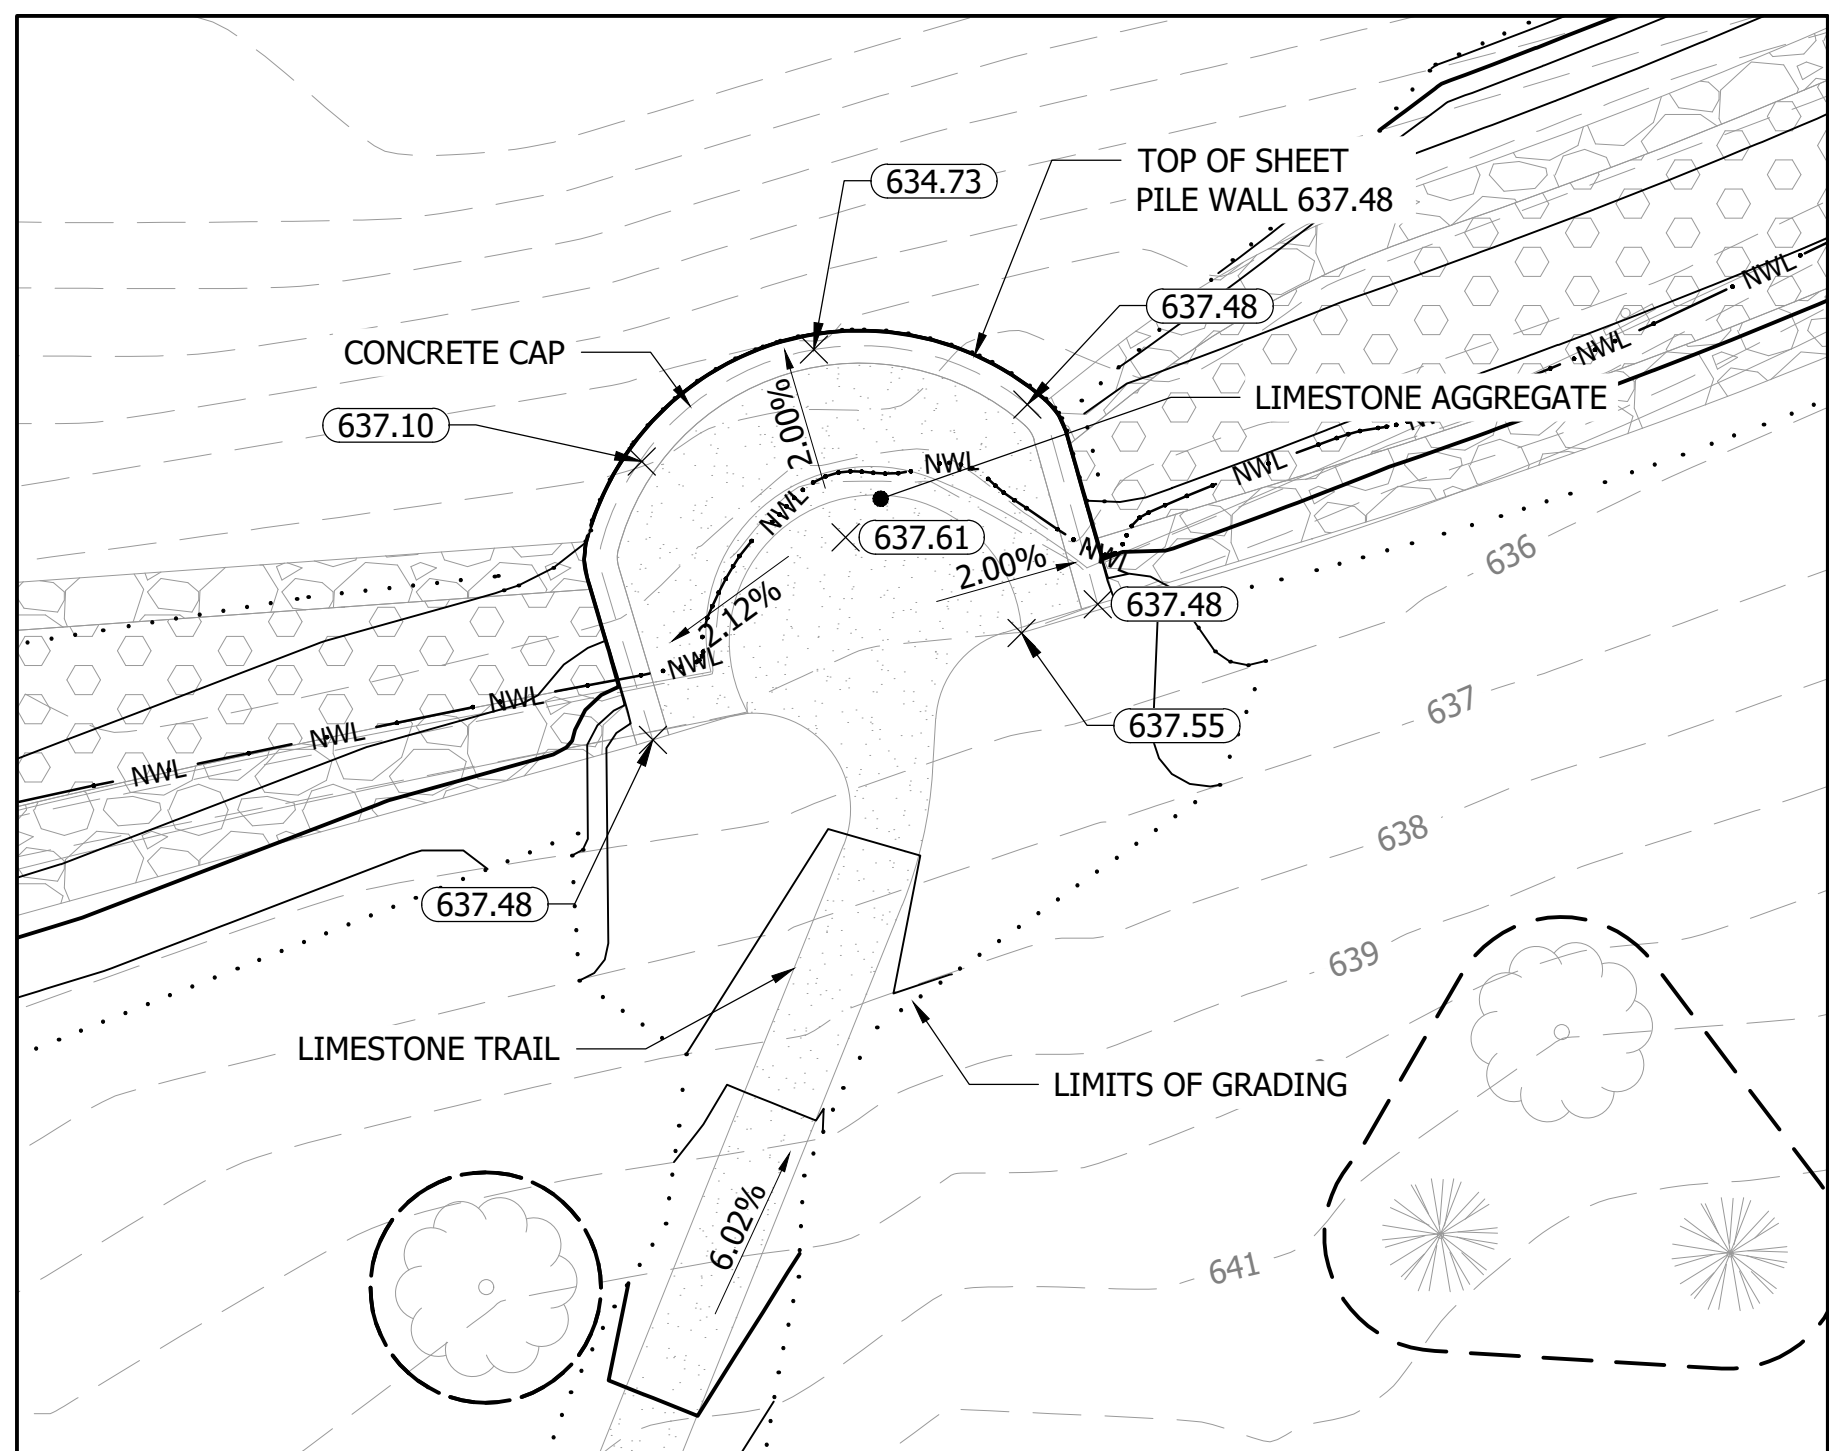 634.73
TOP OF SHEET
PILE WALL 637.48
637.48
CONCRETE CAP
LIMESTONE AGGREGATE
637.10
2.00%
NWL
NWL
NWL
NWL
NWL
NWL
637.61
2.00%
NWL
636
2.12%
637.48
NWL
NWL
NWL
NWL
637
637.55
638
637.48
639
LIMESTONE TRAIL
LIMITS OF GRADING
6.02%
641